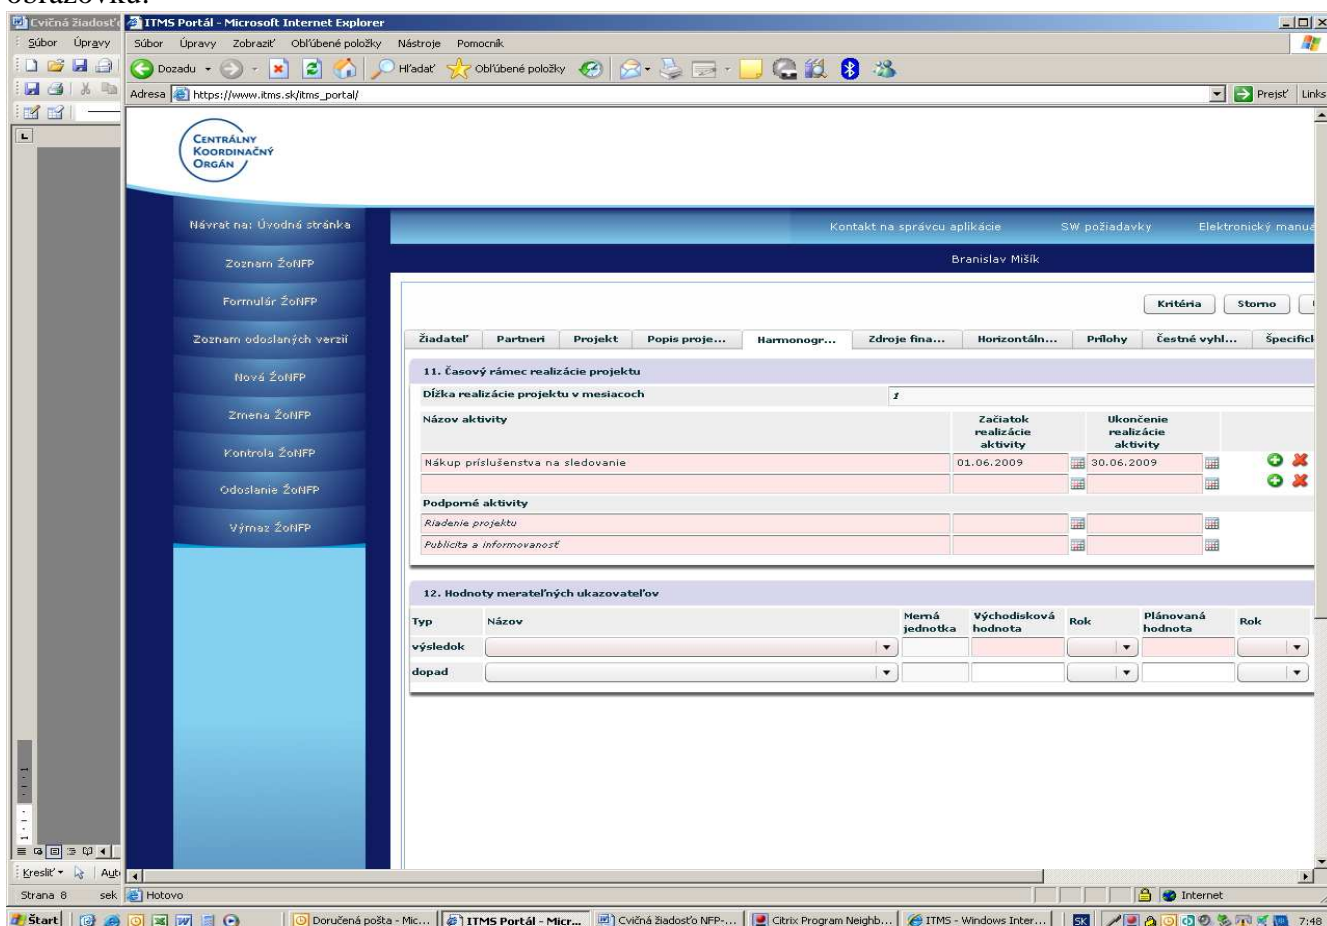 obrazovku.
Cvičná žiadosť
ITMS Portál - Microsoft Internet Explorer
Súbor Úpravy
Súbor Úpravy Zobraziť Obľúbené položky Nástroje Pomocník
Dozadu Hľadať Obľúbené položky
Adresa https://www.itms.sk/itms_portal/ Prejsť Links
CENTRÁLNY
KOORDINAČNÝ
ORGÁN
Návrat na: Úvodná stránka
Kontakt na správcu aplikácie SW požiadavky Elektronický
Branislav Mišík
Zoznam ŽoNFP
Formulár ŽoNFP
Zoznam odoslaných verzií
Nová ŽoNFP
Zmena ŽoNFP
Kontrola ŽoNFP
Odoslanie ŽoNFP
Výmaz ŽoNFP
Kritéria Storno
Žiadateľ Partneri Projekt Popis proje... Harmonogr... Zdroje fina... Horizontáln... Prílohy Čestné vyhl... Špecifick
11. Časový rámec realizácie projektu
Dĺžka realizácie projektu v mesiacoch 1
Názov aktivity Začiatok realizácie aktivity Ukončenie realizácie aktivity
Nákup príslušenstva na sledovanie 01.06.2009 30.06.2009
Podporné aktivity
Riadenie projektu
Publicita a informovanosť
12. Hodnoty merateľných ukazovateľov
Typ Názov Merná jednotka Východisková hodnota Rok Plánovaná hodnota Rok
výsledok
dopad
Kresliť Aut
Strana 8 sek
Hotovo Internet
Štart Doručená pošta - Mic... ITMS Portál - Micr... Cvičná žiadosťo NFP-... Citrix Program Neighb... ITMS - Windows Inter... SK 7:48